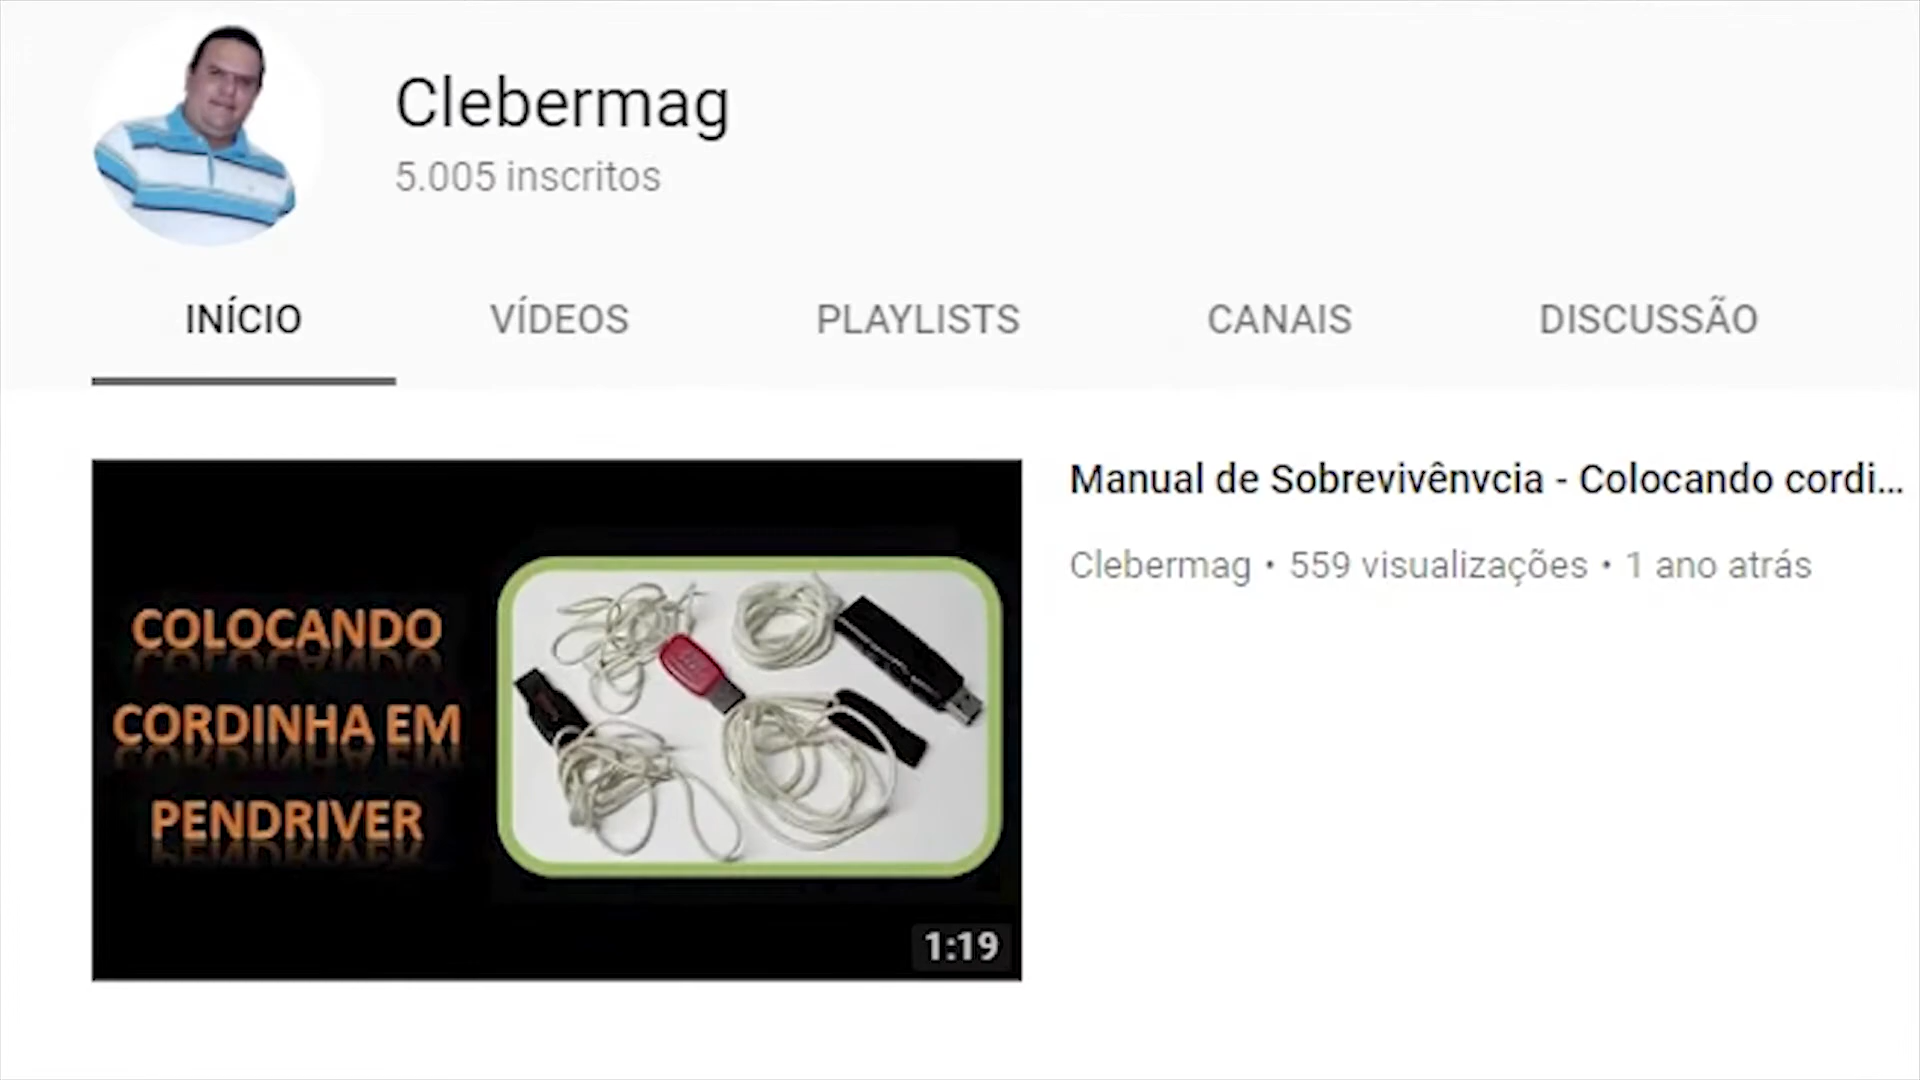 Clebermag
5.005 inscritos
INÍCIO VÍDEOS PLAYLISTS CANAIS DISCUSSÃO
Manual de Sobrevivênvcia - Colocando cordi...
Clebermag • 559 visualizações • 1 ano atrás
COLOCANDO
CORDINHA EM
PENDRIVER
1:19